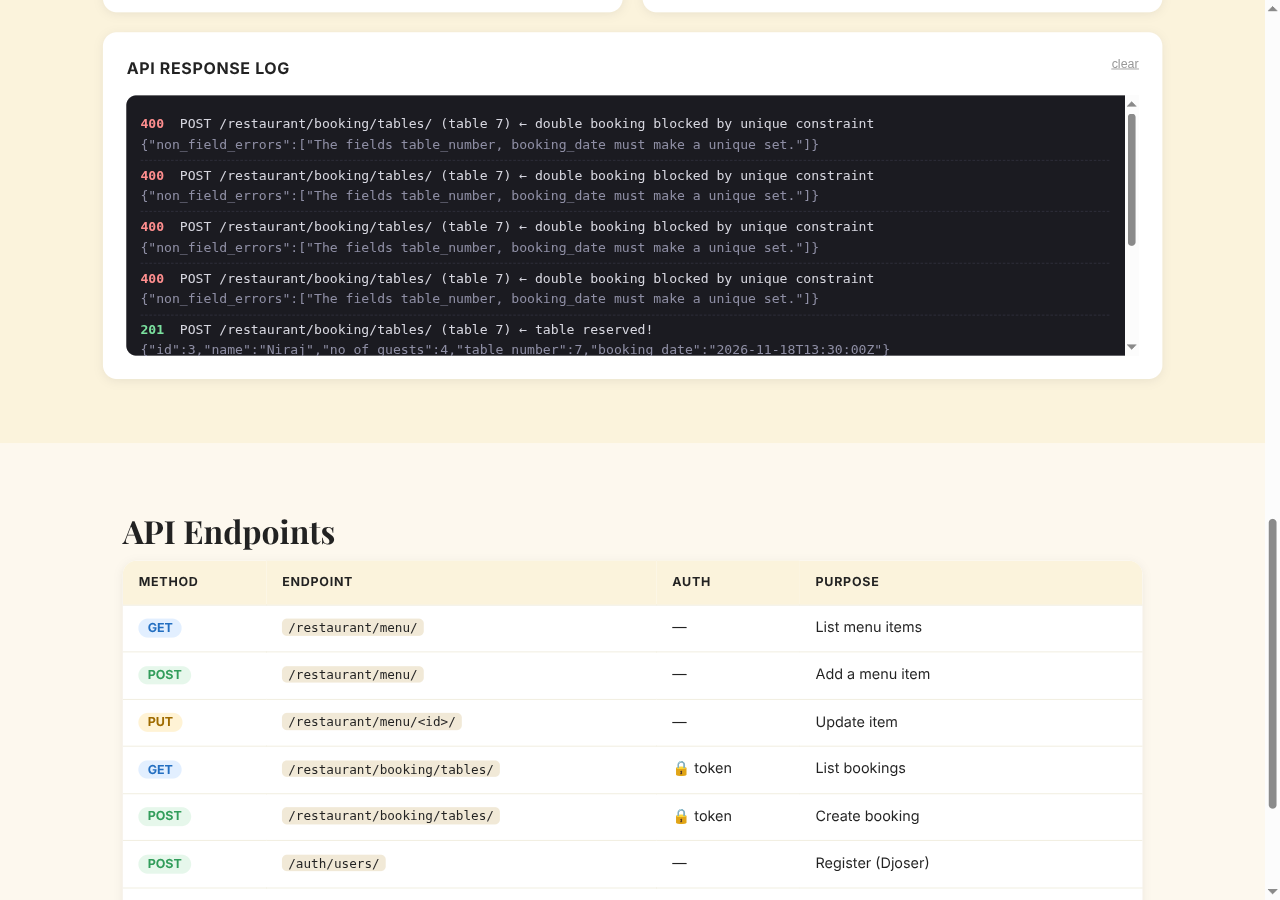 API RESPONSE LOG
clear
400 POST /restaurant/booking/tables/ (table 7) ← double booking blocked by unique constraint
{"non_field_errors":["The fields table_number, booking_date must make a unique set."]}
400 POST /restaurant/booking/tables/ (table 7) ← double booking blocked by unique constraint
{"non_field_errors":["The fields table_number, booking_date must make a unique set."]}
400 POST /restaurant/booking/tables/ (table 7) ← double booking blocked by unique constraint
{"non_field_errors":["The fields table_number, booking_date must make a unique set."]}
400 POST /restaurant/booking/tables/ (table 7) ← double booking blocked by unique constraint
{"non_field_errors":["The fields table_number, booking_date must make a unique set."]}
201 POST /restaurant/booking/tables/ (table 7) ← table reserved!
{"id":3,"name":"Niraj","no_of_guests":4,"table_number":7,"booking_date":"2026-11-18T13:30:00Z"}
API Endpoints
METHOD ENDPOINT AUTH PURPOSE
GET /restaurant/menu/ — List menu items
POST /restaurant/menu/ — Add a menu item
PUT /restaurant/menu/<id>/ — Update item
GET /restaurant/booking/tables/ 🔒 token List bookings
POST /restaurant/booking/tables/ 🔒 token Create booking
POST /auth/users/ — Register (Djoser)